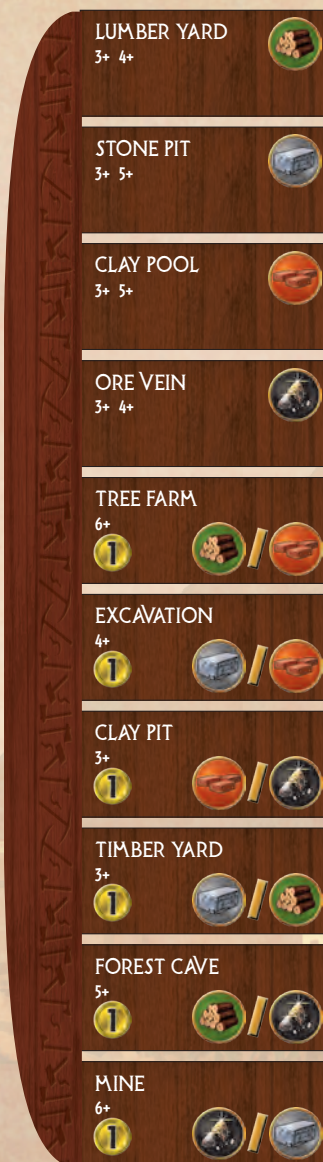 LUMBER YARD
3+ 4+
STONE PIT
3+ 5+
CLAY POOL
3+ 5+
ORE VEIN
3+ 4+
TREE FARM
6+
1
EXCAVATION
4+
1
CLAY PIT
3+
1
TIMBER YARD
3+
1
FOREST CAVE
5+
1
MINE
6+
1